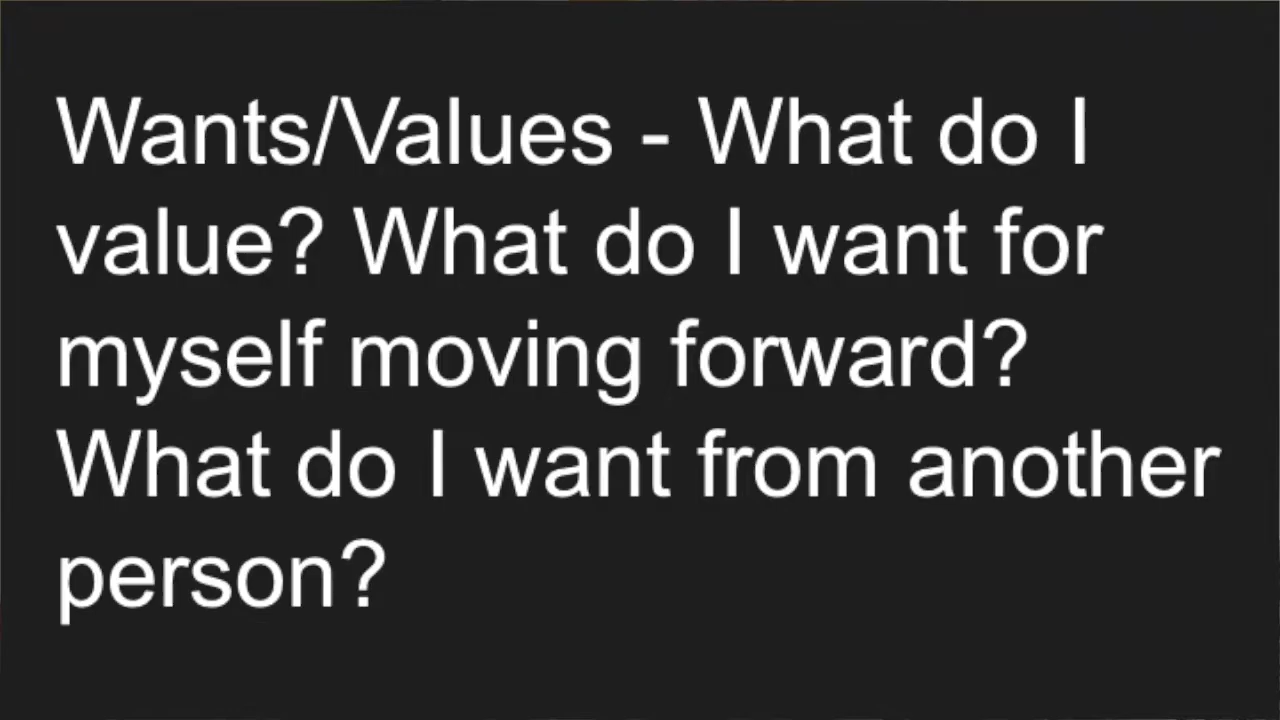 Wants/Values - What do I
value? What do I want for
myself moving forward?
What do I want from another
person?